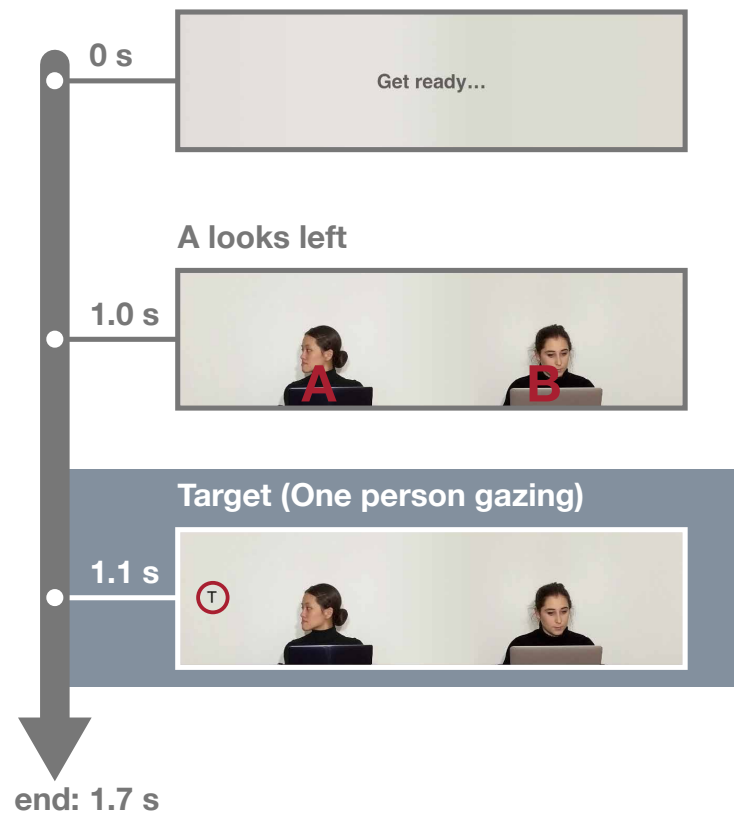 0 s
Get ready...
A looks left
1.0 s
A
B
Target (One person gazing)
1.1 s
T
end: 1.7 s